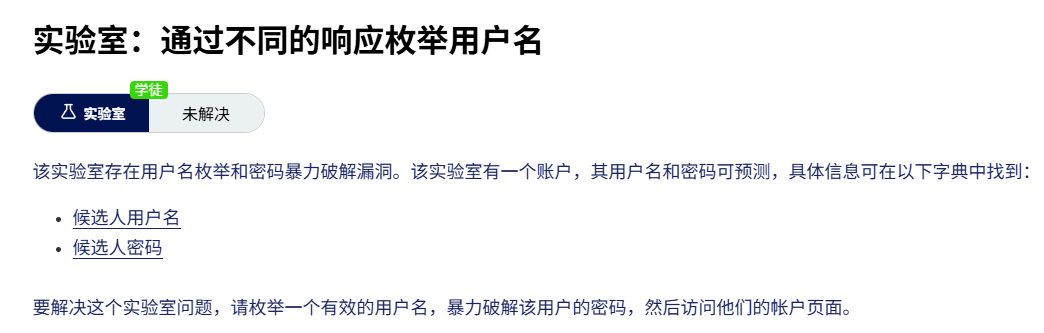 实验室：通过不同的响应枚举用户名
学徒
实验室 未解决
该实验室存在用户名枚举和密码暴力破解漏洞。该实验室有一个账户，其用户名和密码可预测，具体信息可在以下字典中找到：
• 候选人用户名
• 候选人密码
要解决这个实验室问题，请枚举一个有效的用户名，暴力破解该用户的密码，然后访问他们的帐户页面。